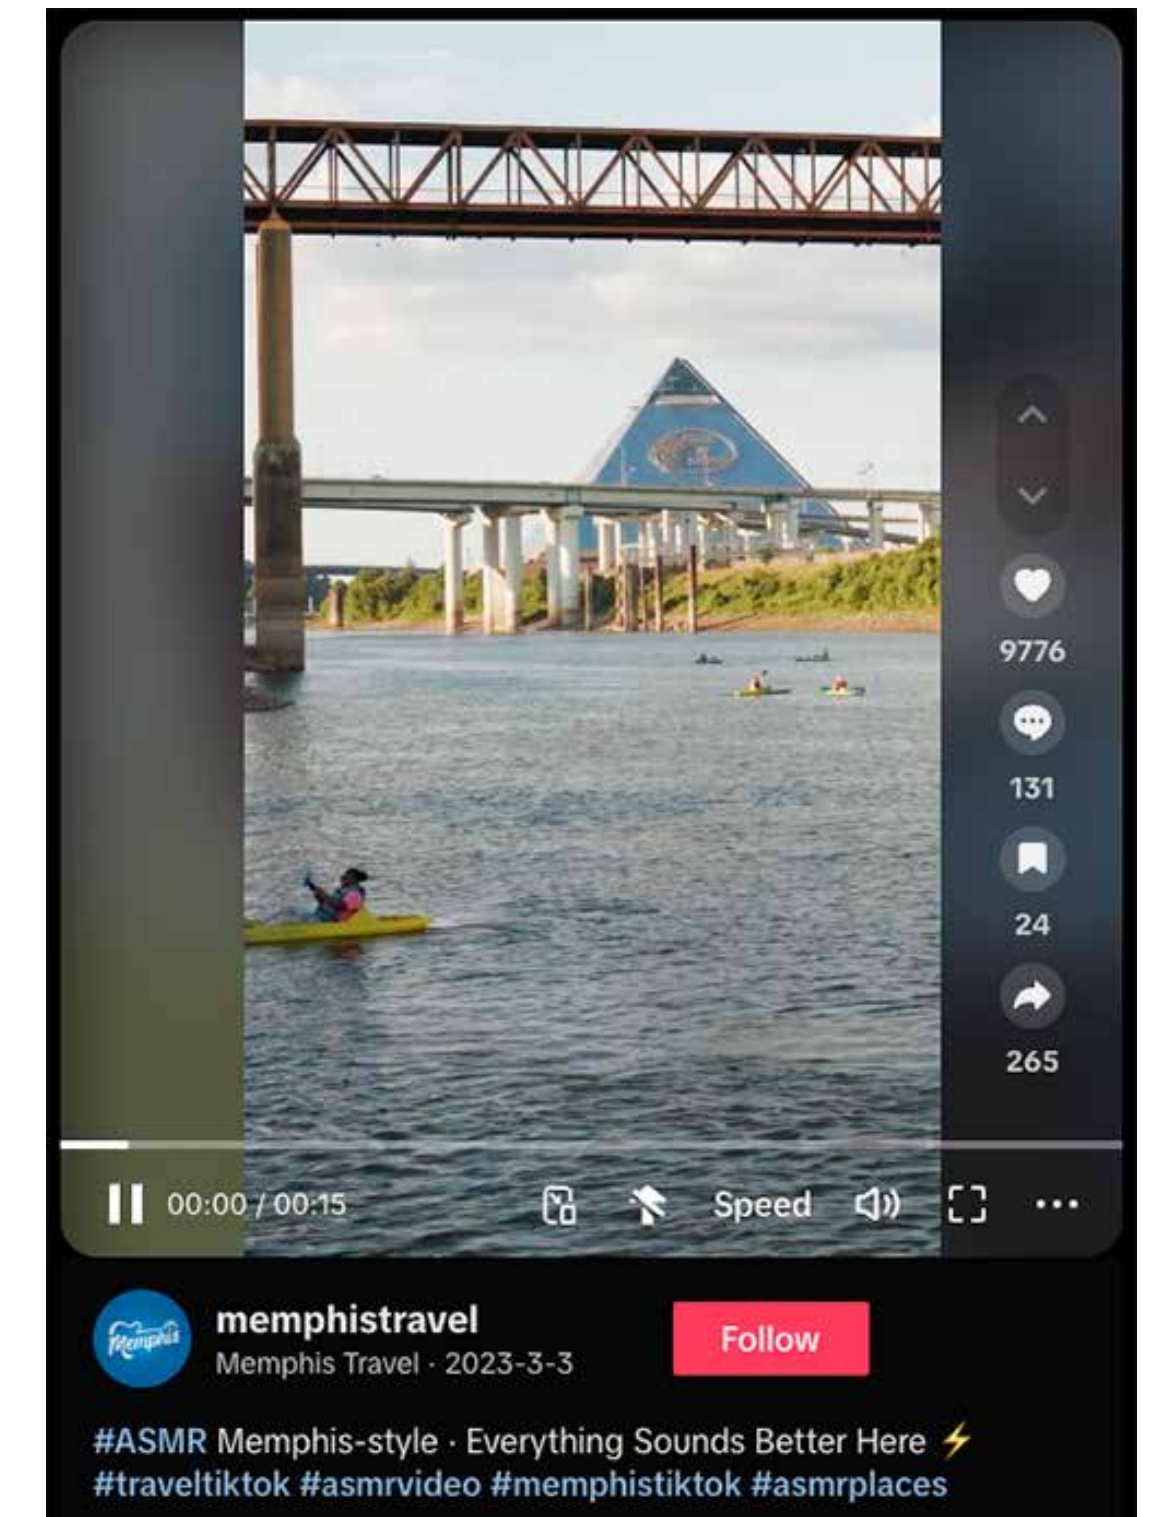 9776
131
24
265
00:00 / 00:15
Speed
Memphis
memphistravel
Follow
Memphis Travel · 2023-3-3
#ASMR Memphis-style · Everything Sounds Better Here ⚡
#traveltiktok #asmrvideo #memphistiktok #asmrplaces